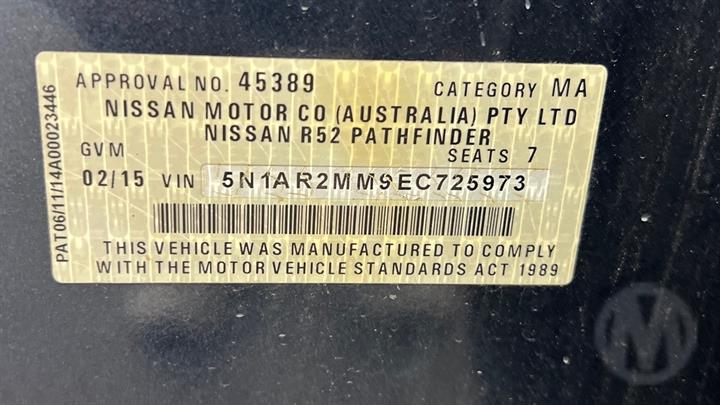 APPROVAL NO. 45389 CATEGORY MA
NISSAN MOTOR CO (AUSTRALIA) PTY LTD
NISSAN R52 PATHFINDER
GVM SEATS 7
02/15 VIN 5N1AR2MM9EC725973
THIS VEHICLE WAS MANUFACTURED TO COMPLY
WITH THE MOTOR VEHICLE STANDARDS ACT 1989
PAT06/11/14A00023446
M